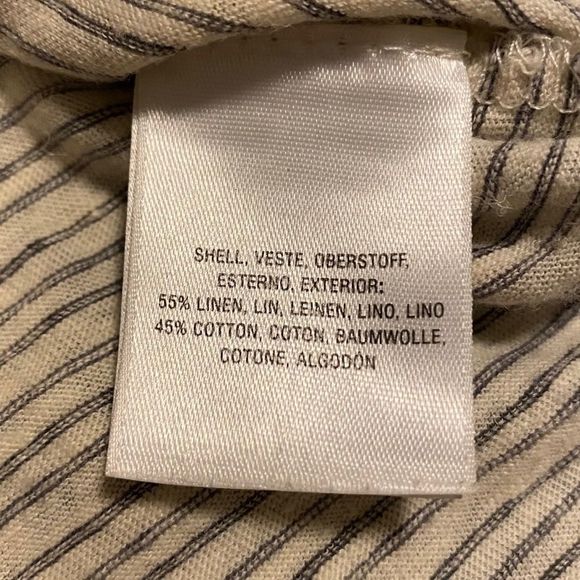 SHELL, VESTE, OBERSTOFF,
ESTERNO, EXTERIOR:
55% LINEN, LIN, LEINEN, LINO, LINO
45% COTTON, COTON, BAUMWOLLE,
COTONE, ALGODÓN